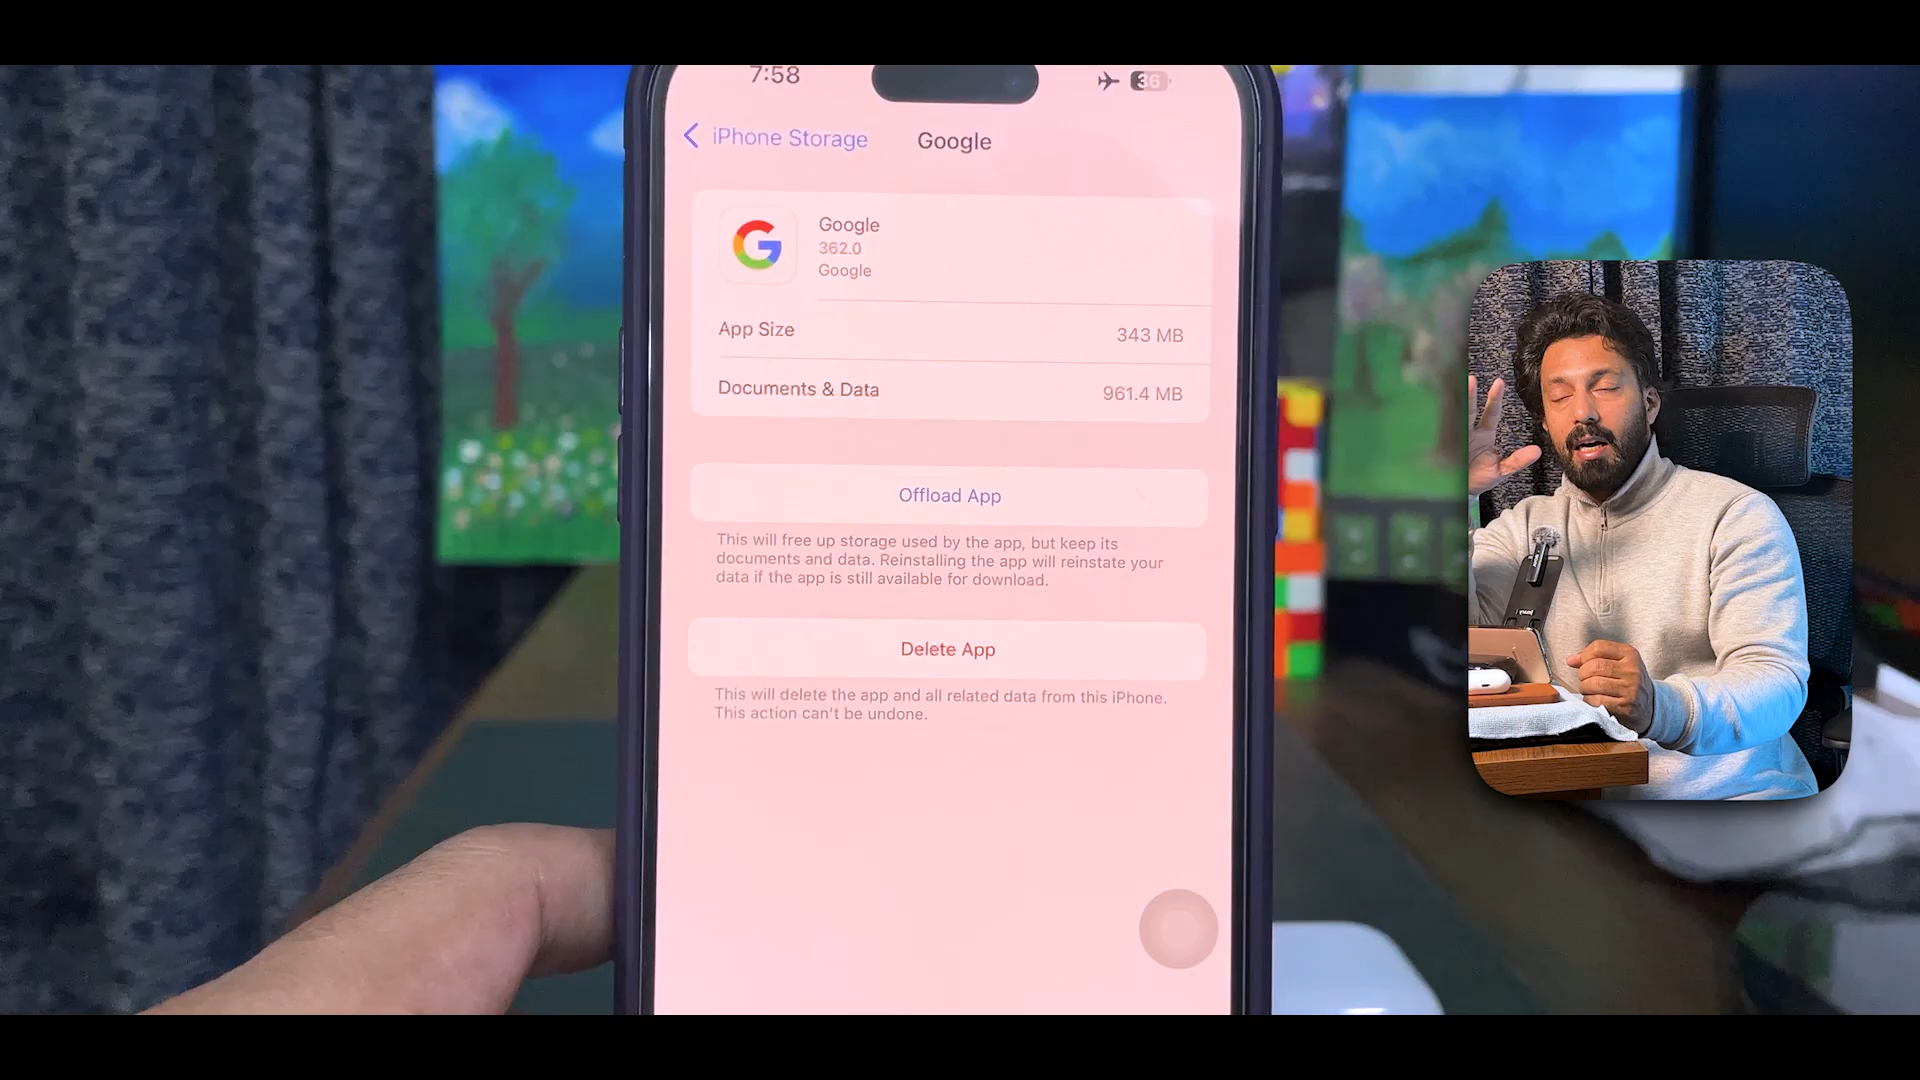 7:58
36
iPhone Storage
Google
Google
362.0
Google
App Size
343 MB
Documents & Data
961.4 MB
Offload App
This will free up storage used by the app, but keep its
documents and data. Reinstalling the app will reinstate your
data if the app is still available for download.
Delete App
This will delete the app and all related data from this iPhone.
This action can't be undone.